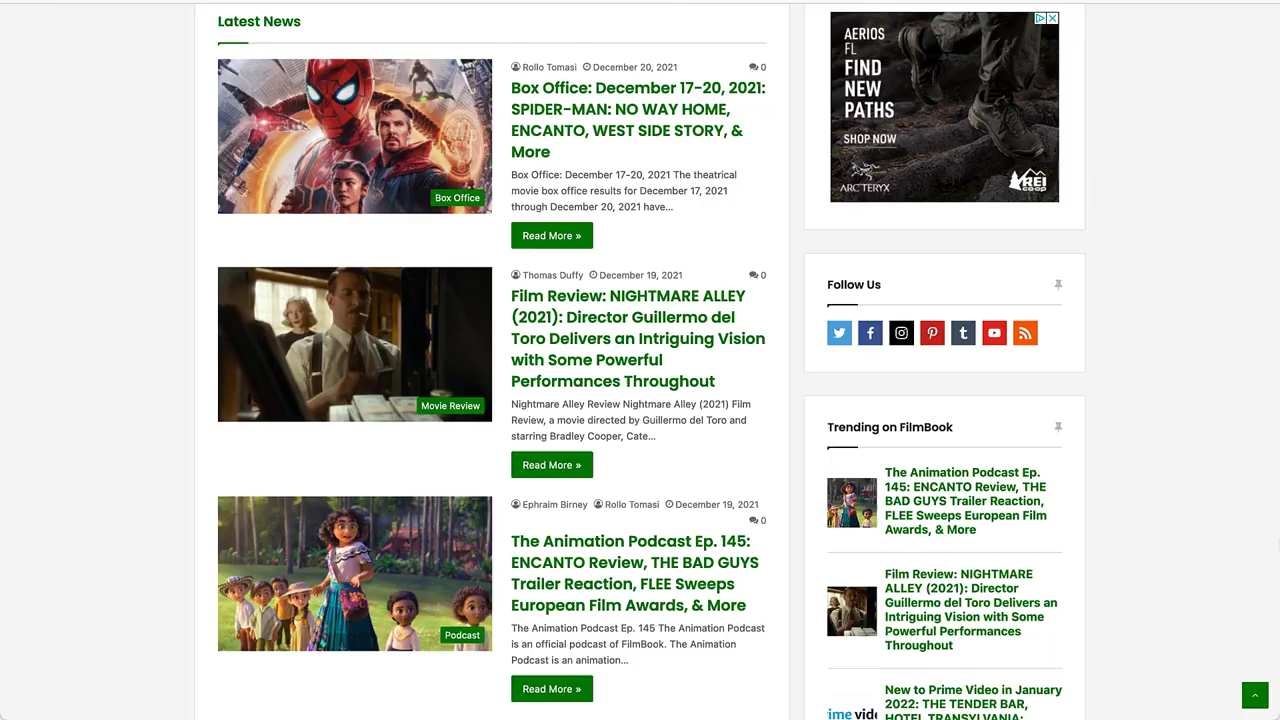 Latest News
Rollo Tomasi December 20, 2021 0
Box Office: December 17-20, 2021:
SPIDER-MAN: NO WAY HOME,
ENCANTO, WEST SIDE STORY, &
More
Box Office: December 17-20, 2021 The theatrical
movie box office results for December 17, 2021
through December 20, 2021 have...
Box Office
Read More »
Thomas Duffy December 19, 2021 0
Film Review: NIGHTMARE ALLEY
(2021): Director Guillermo del
Toro Delivers an Intriguing Vision
with Some Powerful
Performances Throughout
Nightmare Alley Review Nightmare Alley (2021) Film
Review, a movie directed by Guillermo del Toro and
starring Bradley Cooper, Cate...
Movie Review
Read More »
Ephraim Birney Rollo Tomasi December 19, 2021
0
The Animation Podcast Ep. 145:
ENCANTO Review, THE BAD GUYS
Trailer Reaction, FLEE Sweeps
European Film Awards, & More
The Animation Podcast Ep. 145 The Animation Podcast
is an official podcast of FilmBook. The Animation
Podcast is an animation...
Podcast
Read More »
AERIOS
FL
FIND
NEW
PATHS
SHOP NOW
ARC'TERYX
REI
co-op
Follow Us
Trending on FilmBook
The Animation Podcast Ep.
145: ENCANTO Review, THE
BAD GUYS Trailer Reaction,
FLEE Sweeps European Film
Awards, & More
Film Review: NIGHTMARE
ALLEY (2021): Director
Guillermo del Toro Delivers an
Intriguing Vision with Some
Powerful Performances
Throughout
New to Prime Video in January
2022: THE TENDER BAR,
HOTEL TRANSYLVANIA: